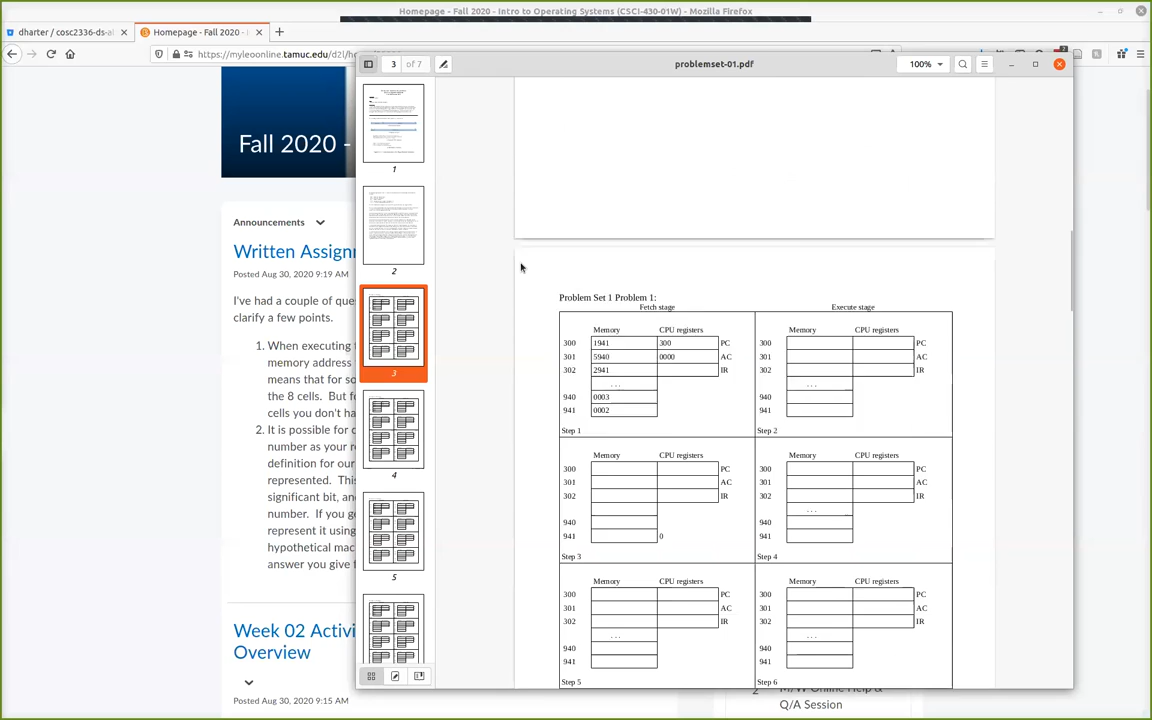 Homepage - Fall 2020 - Intro to Operating Systems (CSCI-430-01W) - Mozilla Firefox
dharter / cosc2336-ds-a
Homepage - Fall 2020 -
https://myleoonline.tamuc.edu/d2l/h
3 of 7
problemset-01.pdf
100%
Fall 2020 -
Announcements
Written Assignm
Posted Aug 30, 2020 9:19 AM
I've had a couple of que
clarify a few points.
1. When executing
memory address
means that for so
the 8 cells. But f
cells you don't ha
2. It is possible for
number as your r
definition for our
represented. This
significant bit, an
number. If you g
represent it using
hypothetical mac
answer you give f
Week 02 Activi
Overview
Posted Aug 30, 2020 9:15 AM
1
2
3
4
5
Problem Set 1 Problem 1:
Fetch stage Execute stage
Memory CPU registers Memory CPU registers
300 1941 300 PC 300 PC
301 5940 0000 AC 301 AC
302 2941 IR 302 IR
. . . . . .
940 0003 940
941 0002 941
Step 1 Step 2
Memory CPU registers Memory CPU registers
300 PC 300 PC
301 AC 301 AC
302 IR 302 IR
. . .
940 940
941 0 941
Step 3 Step 4
Memory CPU registers Memory CPU registers
300 PC 300 PC
301 AC 301 AC
302 IR 302 IR
. . . . . .
940 940
941 941
Step 5 Step 6
M/W Online Help &
Q/A Session